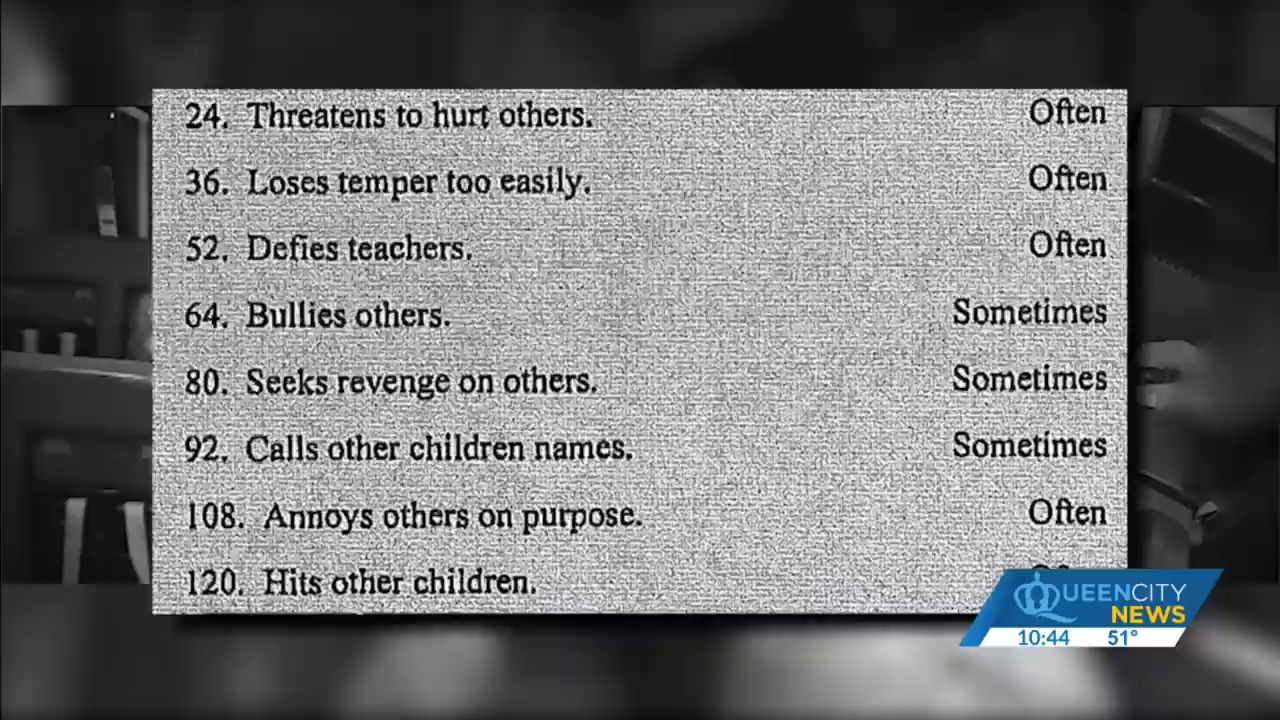 24. Threatens to hurt others. Often
36. Loses temper too easily. Often
52. Defies teachers. Often
64. Bullies others. Sometimes
80. Seeks revenge on others. Sometimes
92. Calls other children names. Sometimes
108. Annoys others on purpose. Often
120. Hits other children.
QUEENCITY
NEWS
10:44 51°